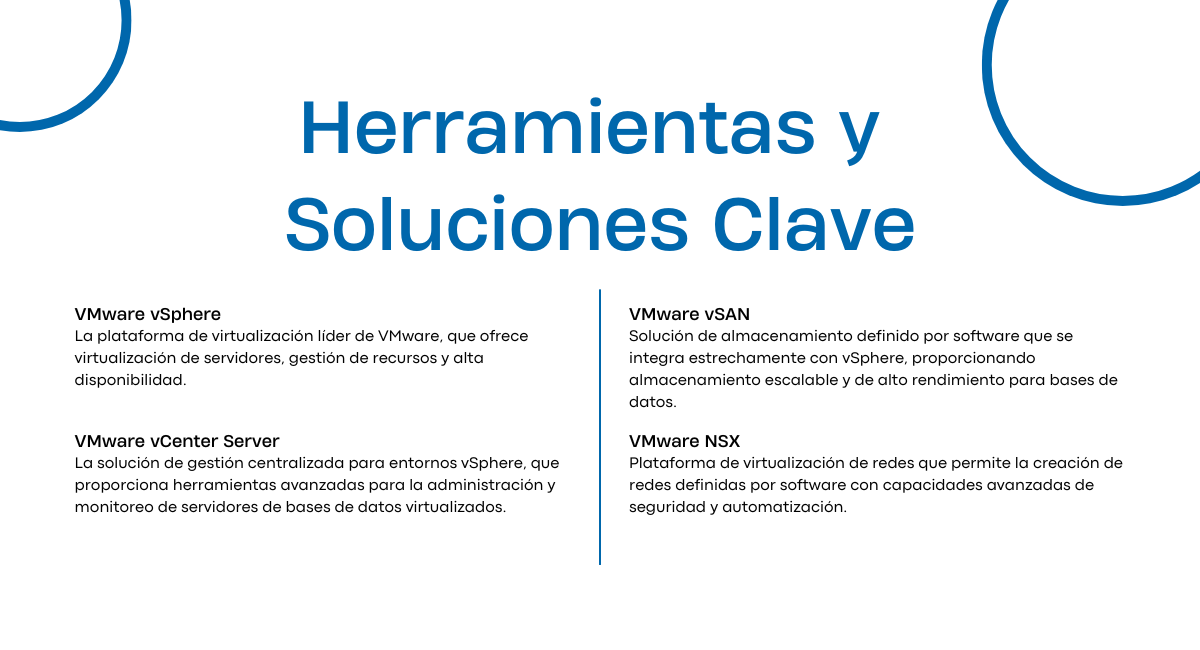 Herramientas y
Soluciones Clave
VMware vSphere
La plataforma de virtualización líder de VMware, que ofrece
virtualización de servidores, gestión de recursos y alta
disponibilidad.
VMware vCenter Server
La solución de gestión centralizada para entornos vSphere, que
proporciona herramientas avanzadas para la administración y
monitoreo de servidores de bases de datos virtualizados.
VMware vSAN
Solución de almacenamiento definido por software que se
integra estrechamente con vSphere, proporcionando
almacenamiento escalable y de alto rendimiento para bases de
datos.
VMware NSX
Plataforma de virtualización de redes que permite la creación de
redes definidas por software con capacidades avanzadas de
seguridad y automatización.